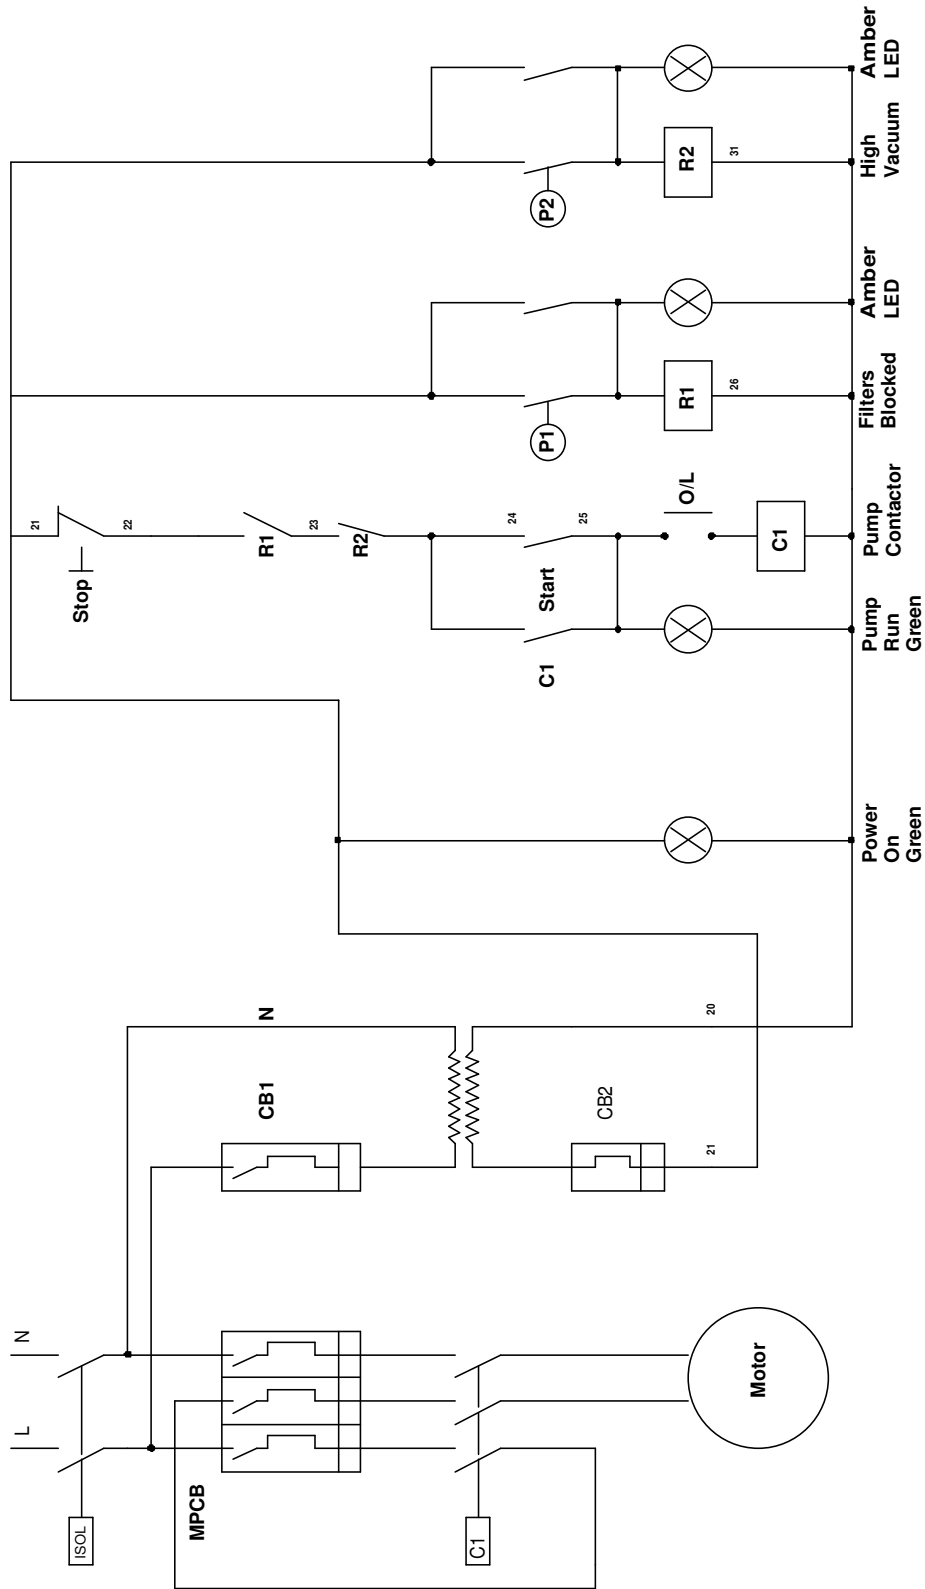 L
N
ISOL
MPCB
C1
Motor
CB1
N
CB2
21
20
Power
On
Green
21
Stop
22
R1
23
R2
24
C1
Start
25
O/L
C1
Pump
Run
Green
Pump
Contactor
P1
R1
26
Filters
Blocked
Amber
LED
P2
R2
31
High
Vacuum
Amber
LED